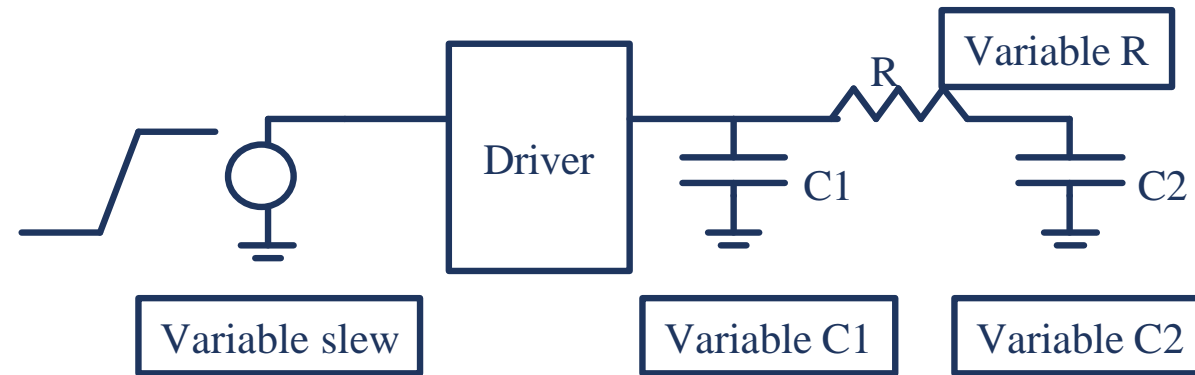 Variable R
R
Driver
C1
C2
Variable slew
Variable C1
Variable C2